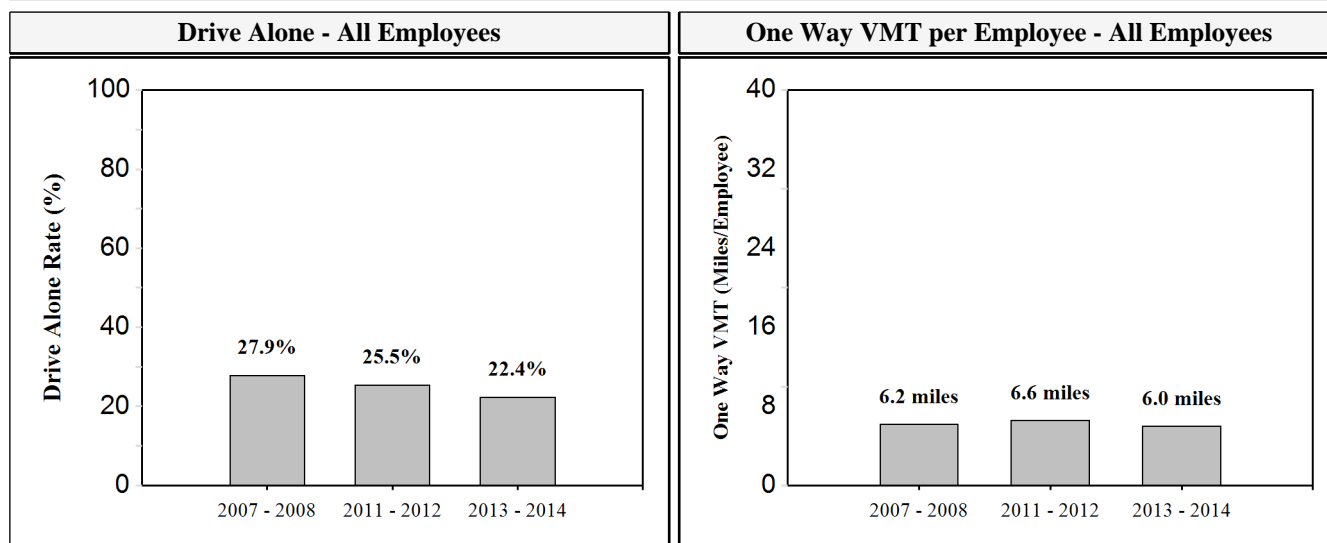 Drive Alone - All Employees
One Way VMT per Employee - All Employees
Drive Alone Rate (%)
100
80
60
40
20
0
27.9%
25.5%
22.4%
2007 - 2008
2011 - 2012
2013 - 2014
One Way VMT (Miles/Employee)
40
32
24
16
8
0
6.2 miles
6.6 miles
6.0 miles
2007 - 2008
2011 - 2012
2013 - 2014